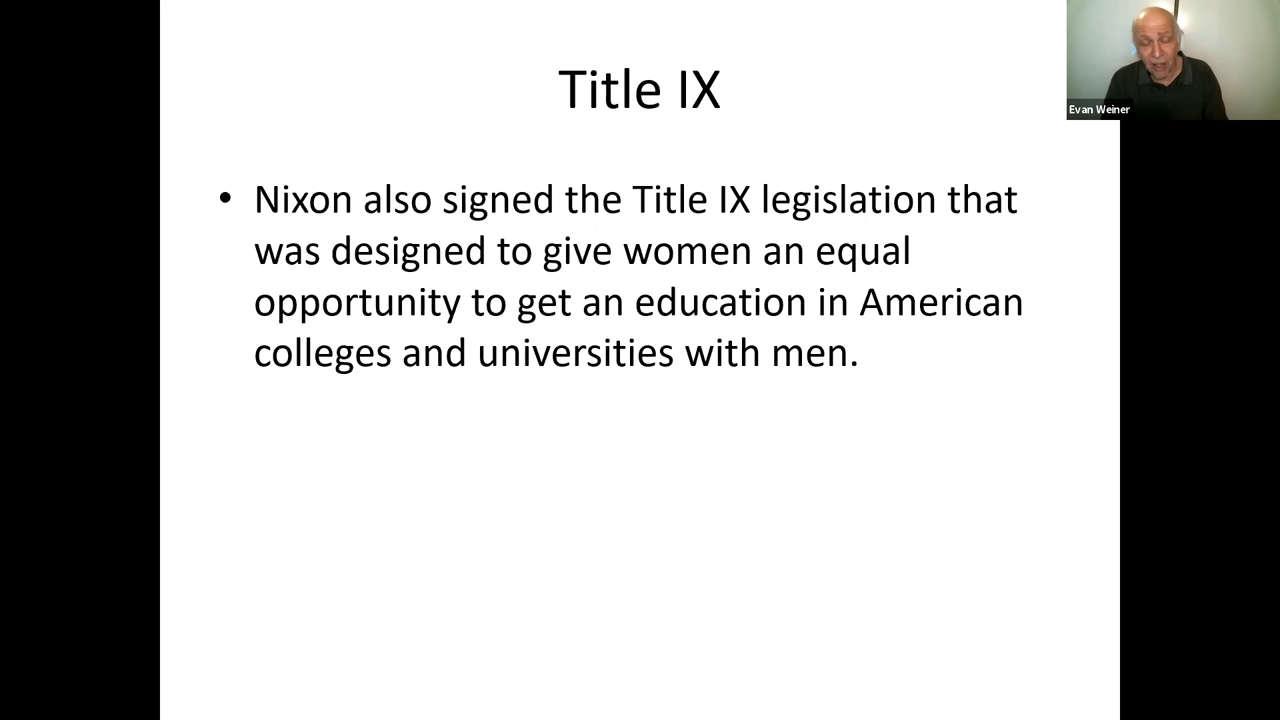 Title IX
Evan Weiner
• Nixon also signed the Title IX legislation that
was designed to give women an equal
opportunity to get an education in American
colleges and universities with men.